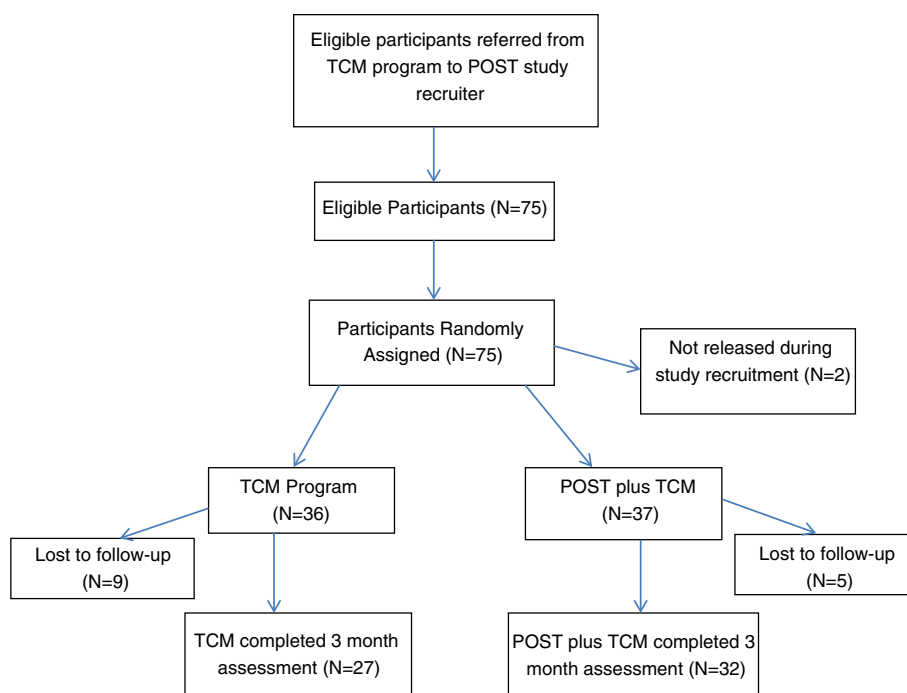 Eligible participants referred from
TCM program to POST study
recruiter
Eligible Participants (N=75)
Participants Randomly
Assigned (N=75)
Not released during
study recruitment (N=2)
TCM Program
(N=36)
POST plus TCM
(N=37)
Lost to follow-up
(N=9)
Lost to follow-up
(N=5)
TCM completed 3 month
assessment (N=27)
POST plus TCM completed 3
month assessment (N=32)